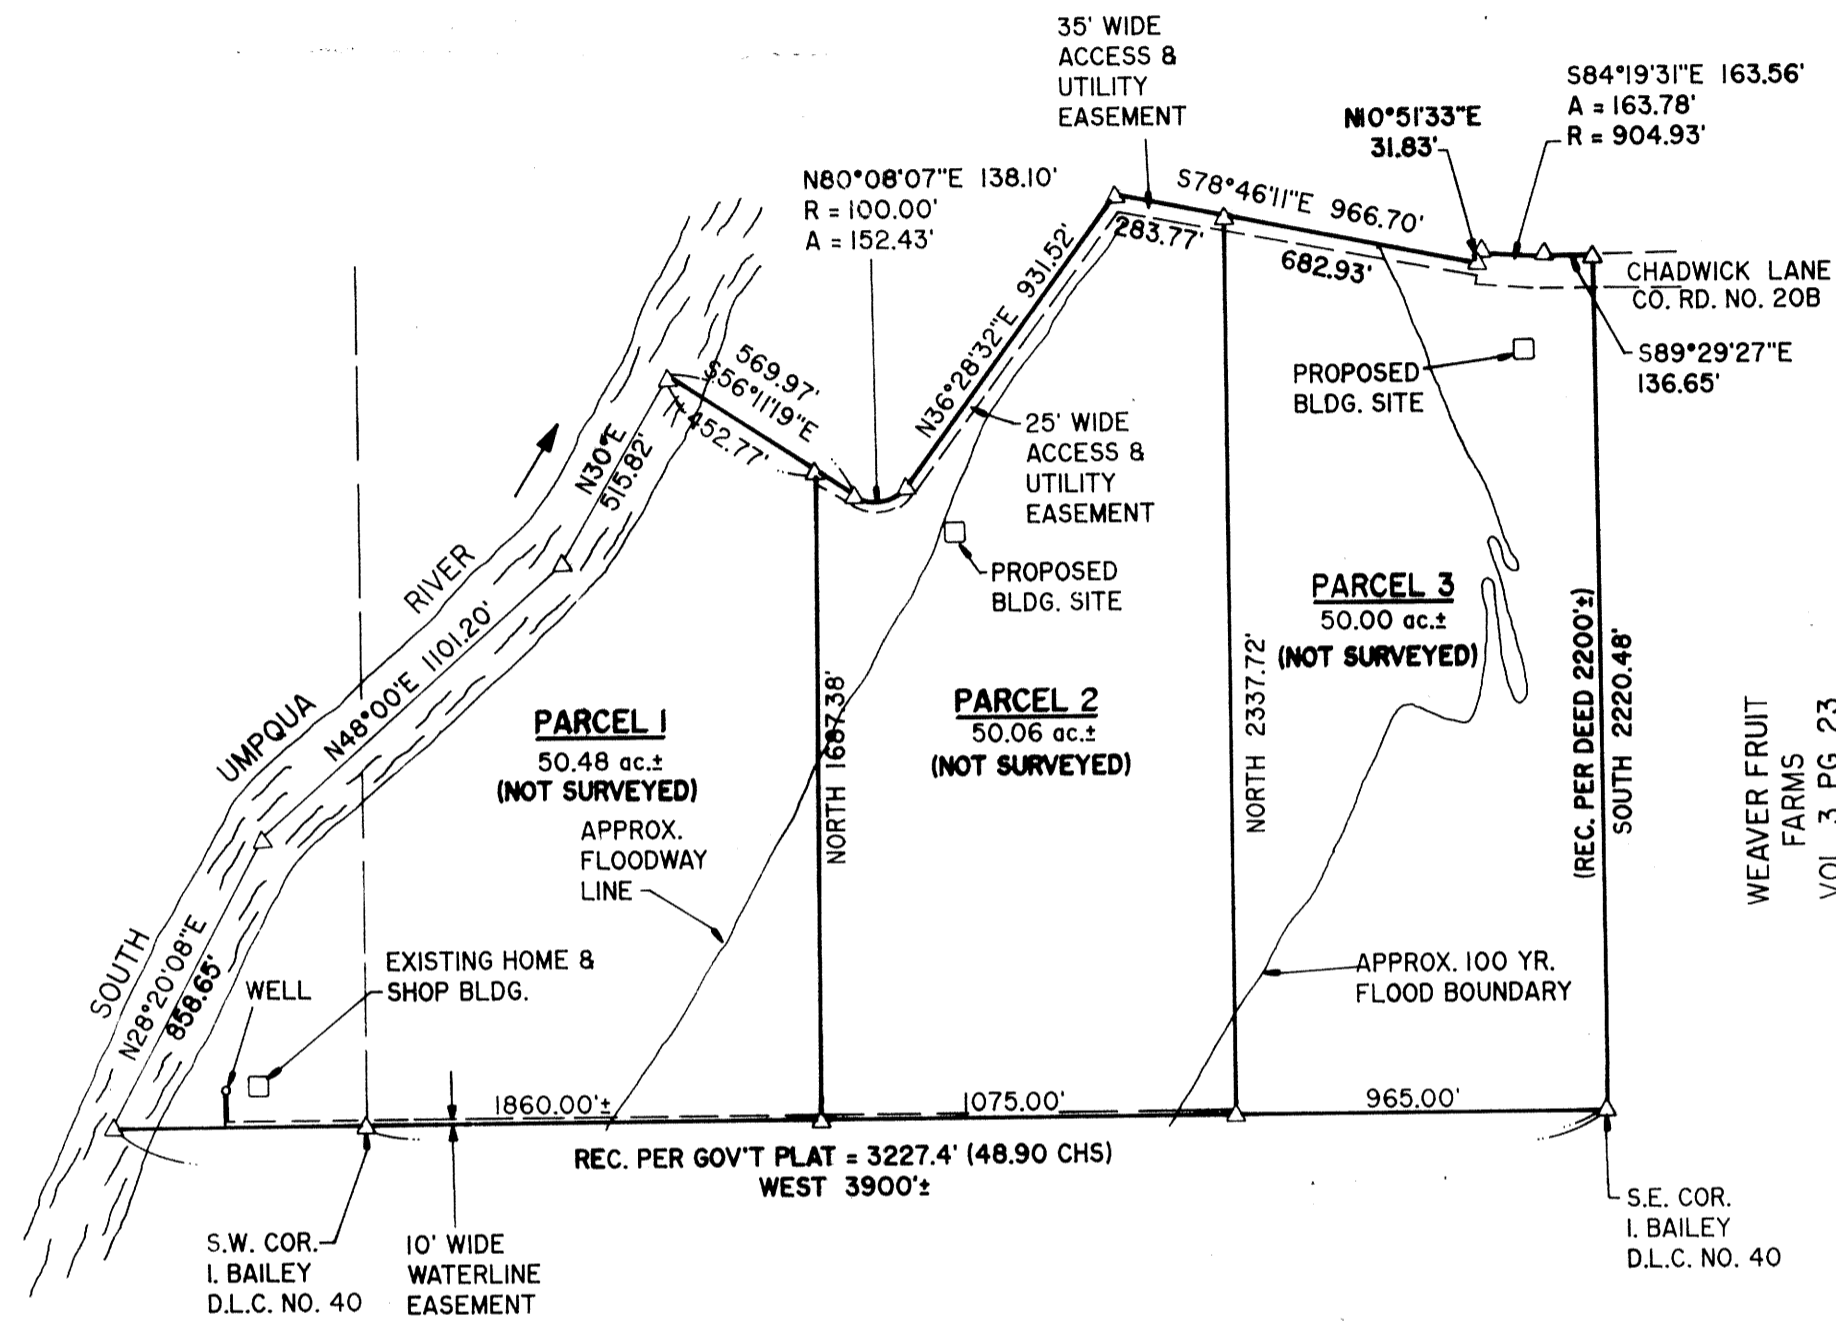 35' WIDE
ACCESS &
UTILITY
EASEMENT
S84°19'31"E 163.56'
A = 163.78'
R = 904.93'
N10°51'33"E
31.83'
N80°08'07"E 138.10'
R = 100.00'
A = 152.43'
S78°46'11"E 966.70'
283.77'
682.93'
CHADWICK LANE
CO. RD. NO. 20B
S89°29'27"E
136.65'
PROPOSED
BLDG. SITE
569.97'
S56°11'19"E
452.77'
N36°28'32"E 931.52'
25' WIDE
ACCESS &
UTILITY
EASEMENT
N30°E
515.82'
PROPOSED
BLDG. SITE
SOUTH UMPQUA RIVER
N48°00'E 1101.20'
N28°20'08"E
858.65'
PARCEL 1
50.48 ac.±
(NOT SURVEYED)
PARCEL 2
50.06 ac.±
(NOT SURVEYED)
PARCEL 3
50.00 ac.±
(NOT SURVEYED)
NORTH 1687.38'
NORTH 2337.72'
(REC. PER DEED 2200'±)
SOUTH 2220.48'
WEAVER FRUIT
FARMS
VOL. 3 PG 23
APPROX.
FLOODWAY
LINE
EXISTING HOME &
SHOP BLDG.
WELL
APPROX. 100 YR.
FLOOD BOUNDARY
1860.00'±
1075.00'
965.00'
REC. PER GOV'T PLAT = 3227.4' (48.90 CHS)
WEST 3900'±
S.W. COR.
I. BAILEY
D.L.C. NO. 40
10' WIDE
WATERLINE
EASEMENT
S.E. COR.
I. BAILEY
D.L.C. NO. 40